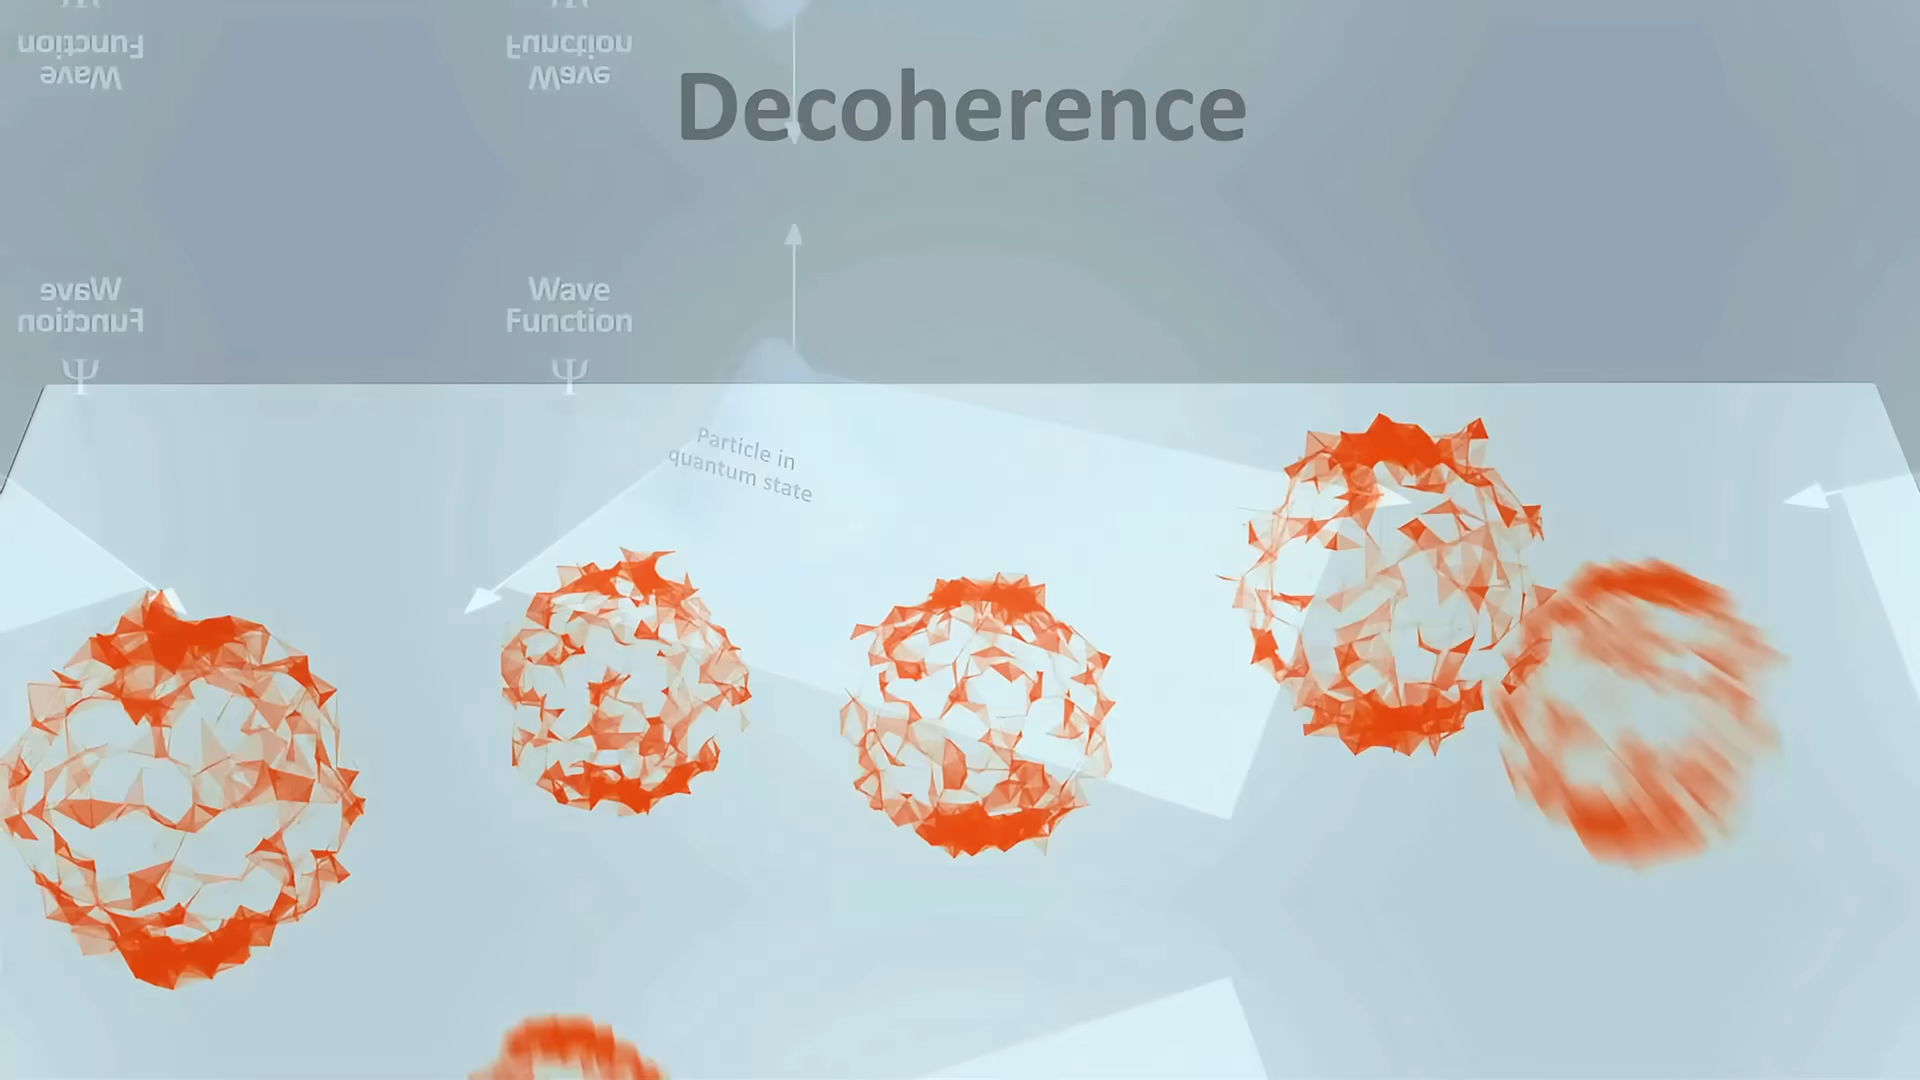 Function
Wave
Function
Wave
Decoherence
Wave
Function
Ψ
Wave
Function
Ψ
Particle in
quantum state